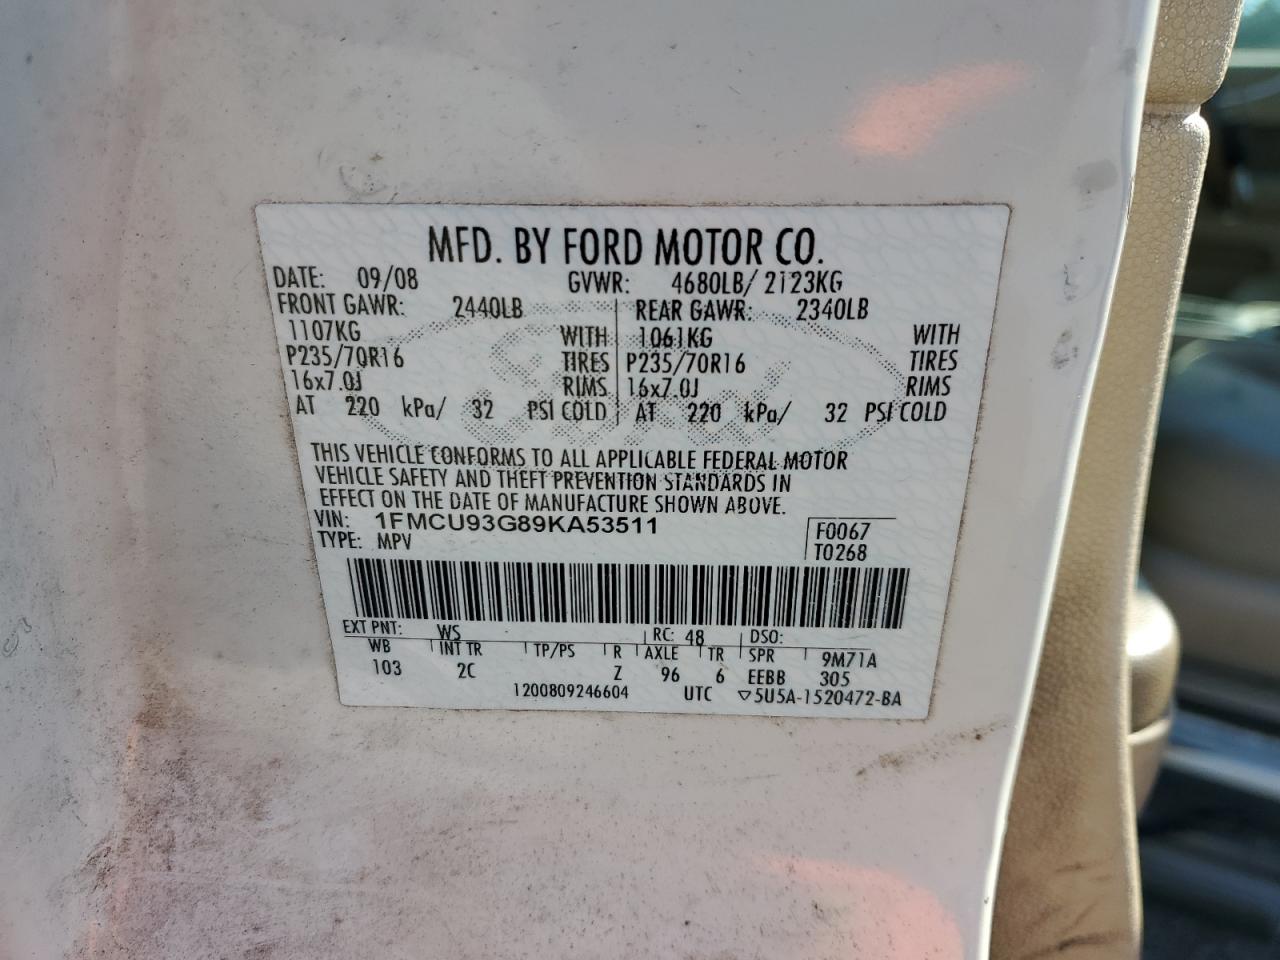 MFD. BY FORD MOTOR CO.
DATE: 09/08 GVWR: 4680LB/ 2123KG
FRONT GAWR: 2440LB REAR GAWR: 2340LB
1107KG WITH 1061KG WITH
P235/70R16 TIRES P235/70R16 TIRES
16x7.0J RIMS 16x7.0J RIMS
AT 220 kPa/ 32 PSI COLD AT 220 kPa/ 32 PSI COLD
THIS VEHICLE CONFORMS TO ALL APPLICABLE FEDERAL MOTOR
VEHICLE SAFETY AND THEFT PREVENTION STANDARDS IN
EFFECT ON THE DATE OF MANUFACTURE SHOWN ABOVE.
VIN: 1FMCU93G89KA53511 F0067
TYPE: MPV T0268
EXT PNT: WS RC: 48 DSO:
WB INT TR TP/PS R AXLE TR SPR 9M71A
103 2C Z 96 6 EEBB 305
1200809246604 UTC ▽5U5A-1520472-BA